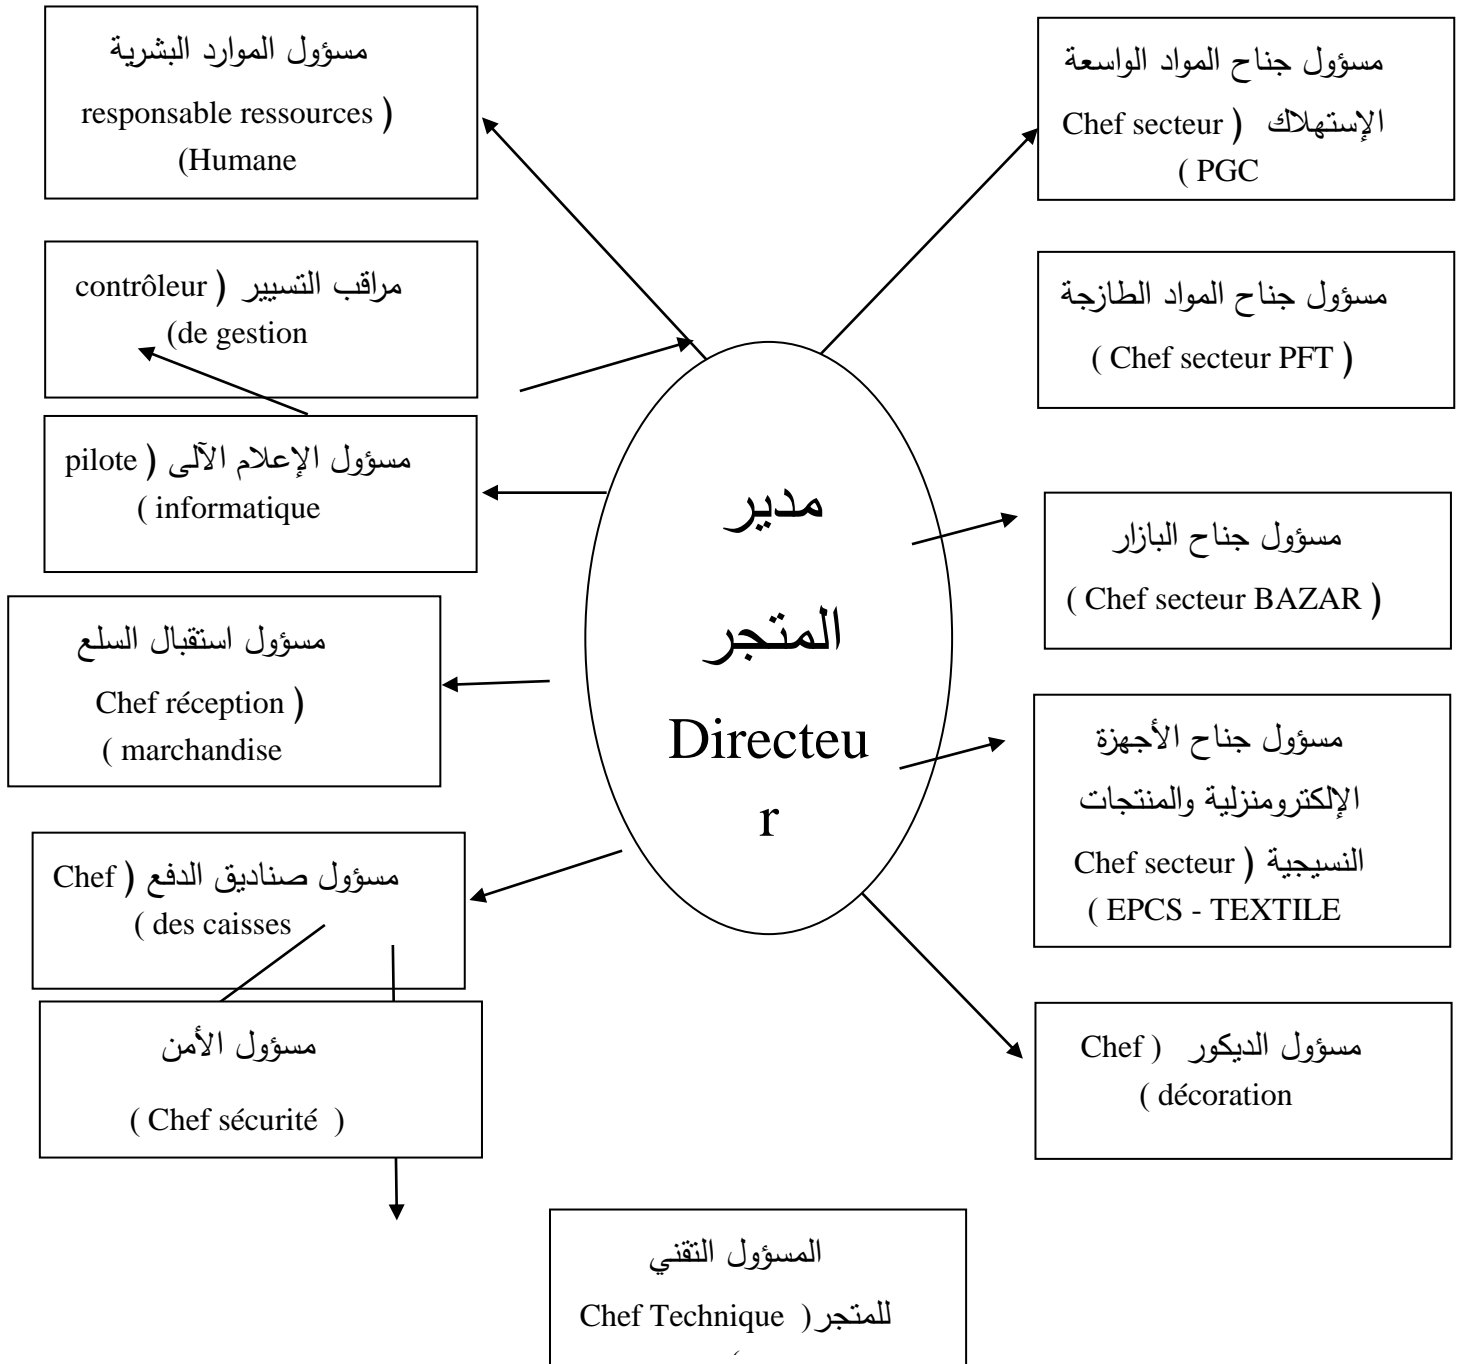 مسؤول الموارد البشرية
( responsable ressources
Humane)
مسؤول جناح المواد الواسعة
الإستهلاك ( Chef secteur
PGC )
مراقب التسيير ( contrôleur
de gestion)
مسؤول جناح المواد الطازجة
( Chef secteur PFT )
مسؤول الإعلام الآلى ( pilote
informatique )
مدير
المتجر
Directeu
r
مسؤول جناح البازار
( Chef secteur BAZAR )
مسؤول استقبال السلع
( Chef réception
marchandise )
مسؤول جناح الأجهزة
الإلكترومنزلية والمنتجات
النسيجية ( Chef secteur
EPCS - TEXTILE )
مسؤول صناديق الدفع ( Chef
des caisses )
مسؤول الأمن
( Chef sécurité )
مسؤول الديكور ( Chef
décoration )
المسؤول التقني
للمتجر( Chef Technique